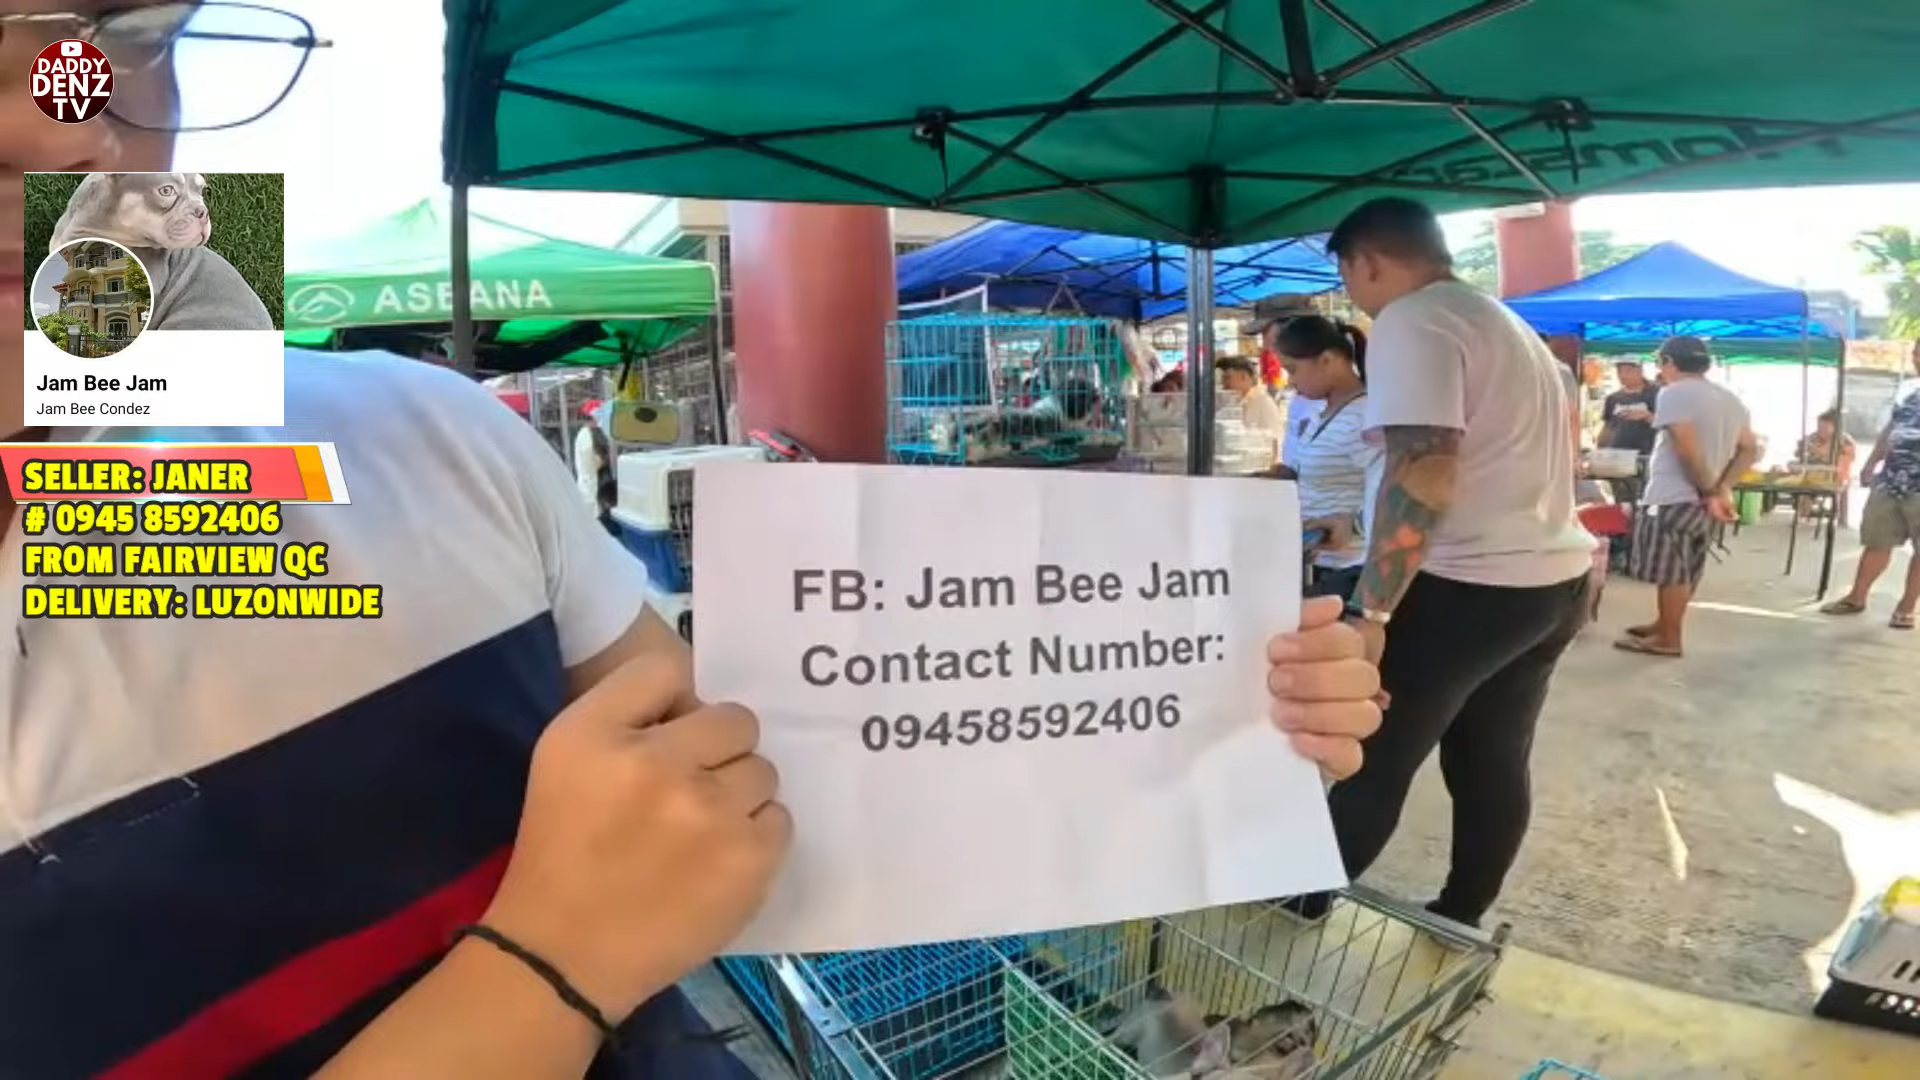 DADDY
DENZ
TV
ASEANA
Homestar
Jam Bee Jam
Jam Bee Condez
SELLER: JANER
# 0945 8592406
FROM FAIRVIEW QC
DELIVERY: LUZONWIDE
FB: Jam Bee Jam
Contact Number:
09458592406